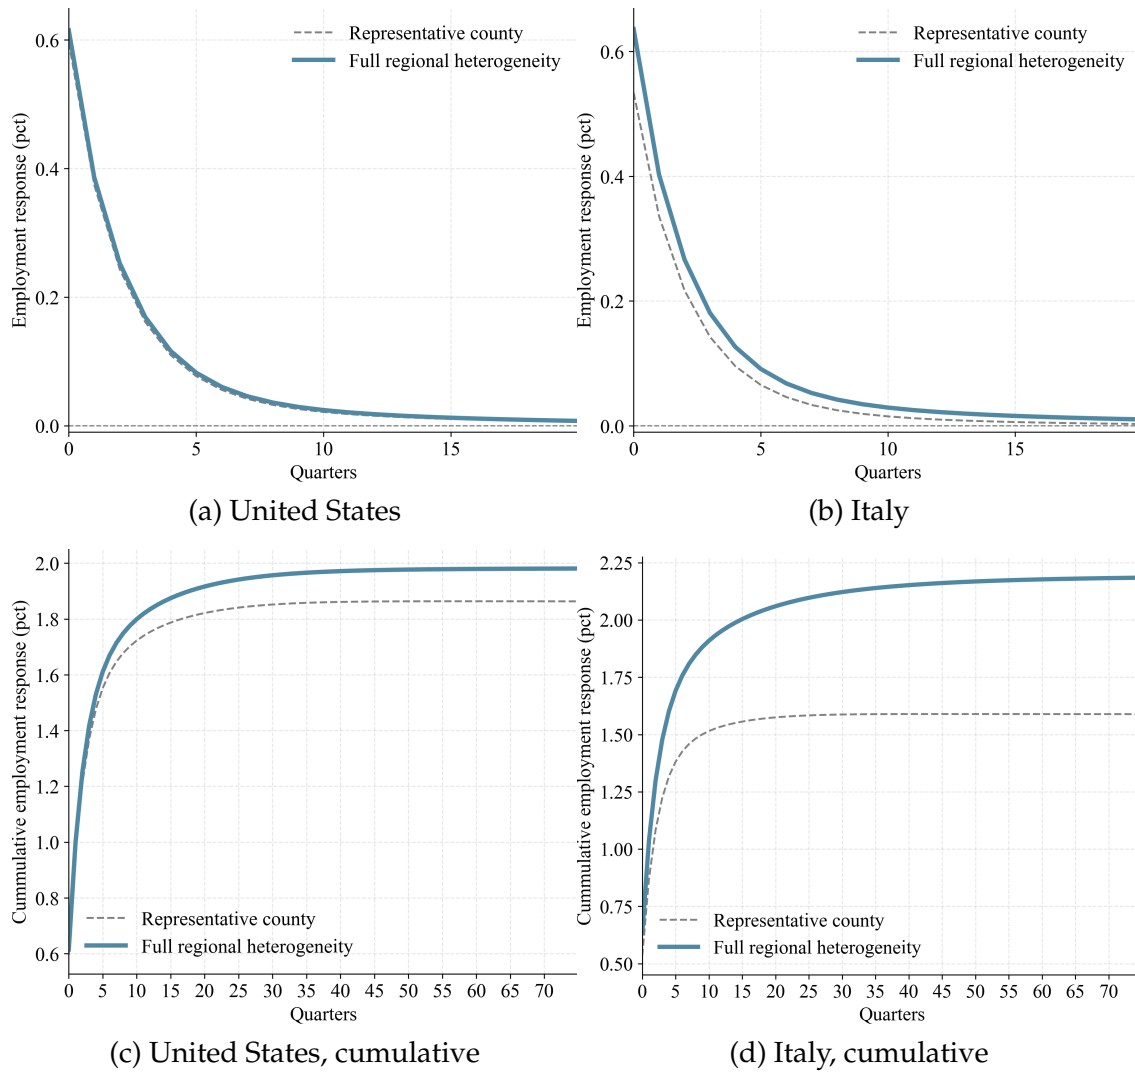 Representative county
Full regional heterogeneity
0.6
0.4
0.2
0.0
Employment response (pct)
0 5 10 15
Quarters
(a) United States
Representative county
Full regional heterogeneity
0.6
0.4
0.2
0.0
Employment response (pct)
0 5 10 15
Quarters
(b) Italy
2.0
1.8
1.6
1.4
1.2
1.0
0.8
0.6
Cummulative employment response (pct)
Representative county
Full regional heterogeneity
0 5 10 15 20 25 30 35 40 45 50 55 60 65 70
Quarters
(c) United States, cumulative
2.25
2.00
1.75
1.50
1.25
1.00
0.75
0.50
Cummulative employment response (pct)
Representative county
Full regional heterogeneity
0 5 10 15 20 25 30 35 40 45 50 55 60 65 70
Quarters
(d) Italy, cumulative